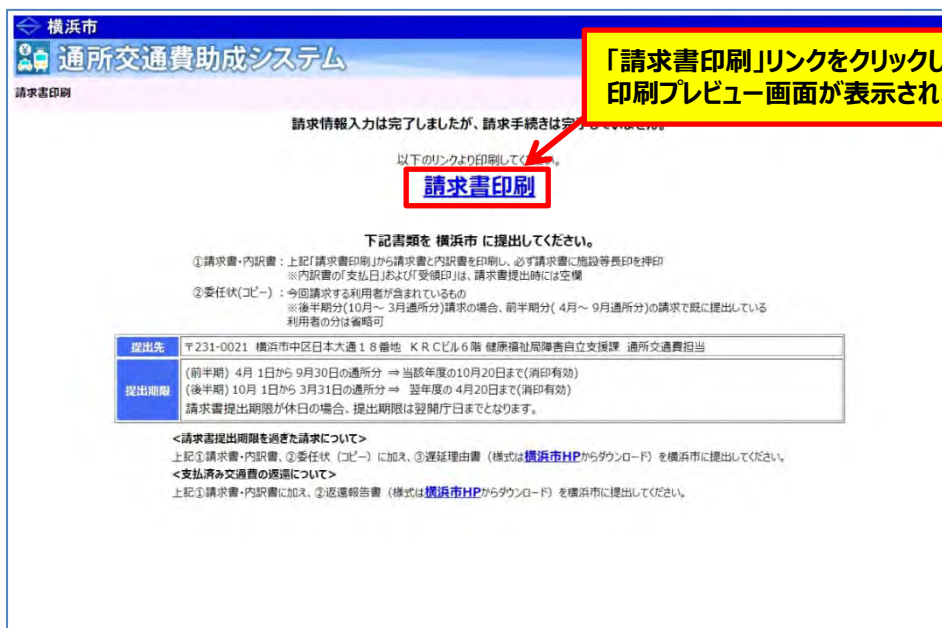 横浜市
通所交通費助成システム
「請求書印刷」リンクをクリックし
印刷プレビュー画面が表示され
請求書印刷
請求情報入力は完了しましたが、請求手続きは完了していません。
以下のリンクより印刷してください。
請求書印刷
下記書類を 横浜市 に提出してください。
①請求書・内訳書:上記「請求書印刷」から請求書と内訳書を印刷し、必ず請求書に施設等長印を押印
※内訳書の「支払日」および「受領印」は、請求書提出時には空欄
②委任状(コピー):今回請求する利用者が含まれているもの
※後半期分(10月~ 3月通所分)請求の場合、前半期分( 4月~ 9月通所分)の請求で既に提出している
利用者の分は省略可
提出先 〒231-0021 横浜市中区日本大通18番地 KRCビル6階 健康福祉局障害自立支援課 通所交通費担当
提出期限
(前半期) 4月 1日から 9月30日の通所分 ⇒ 当該年度の10月20日まで(消印有効)
(後半期) 10月 1日から 3月31日の通所分 ⇒ 翌年度の 4月20日まで(消印有効)
請求書提出期限が休日の場合、提出期限は翌開庁日までとなります。
<請求書提出期限を過ぎた請求について>
上記①請求書・内訳書、②委任状(コピー)に加え、③遅延理由書(様式は横浜市HPからダウンロード)を横浜市に提出してください。
<支払済み交通費の返還について>
上記①請求書・内訳書に加え、②返還報告書(様式は横浜市HPからダウンロード)を横浜市に提出してください。